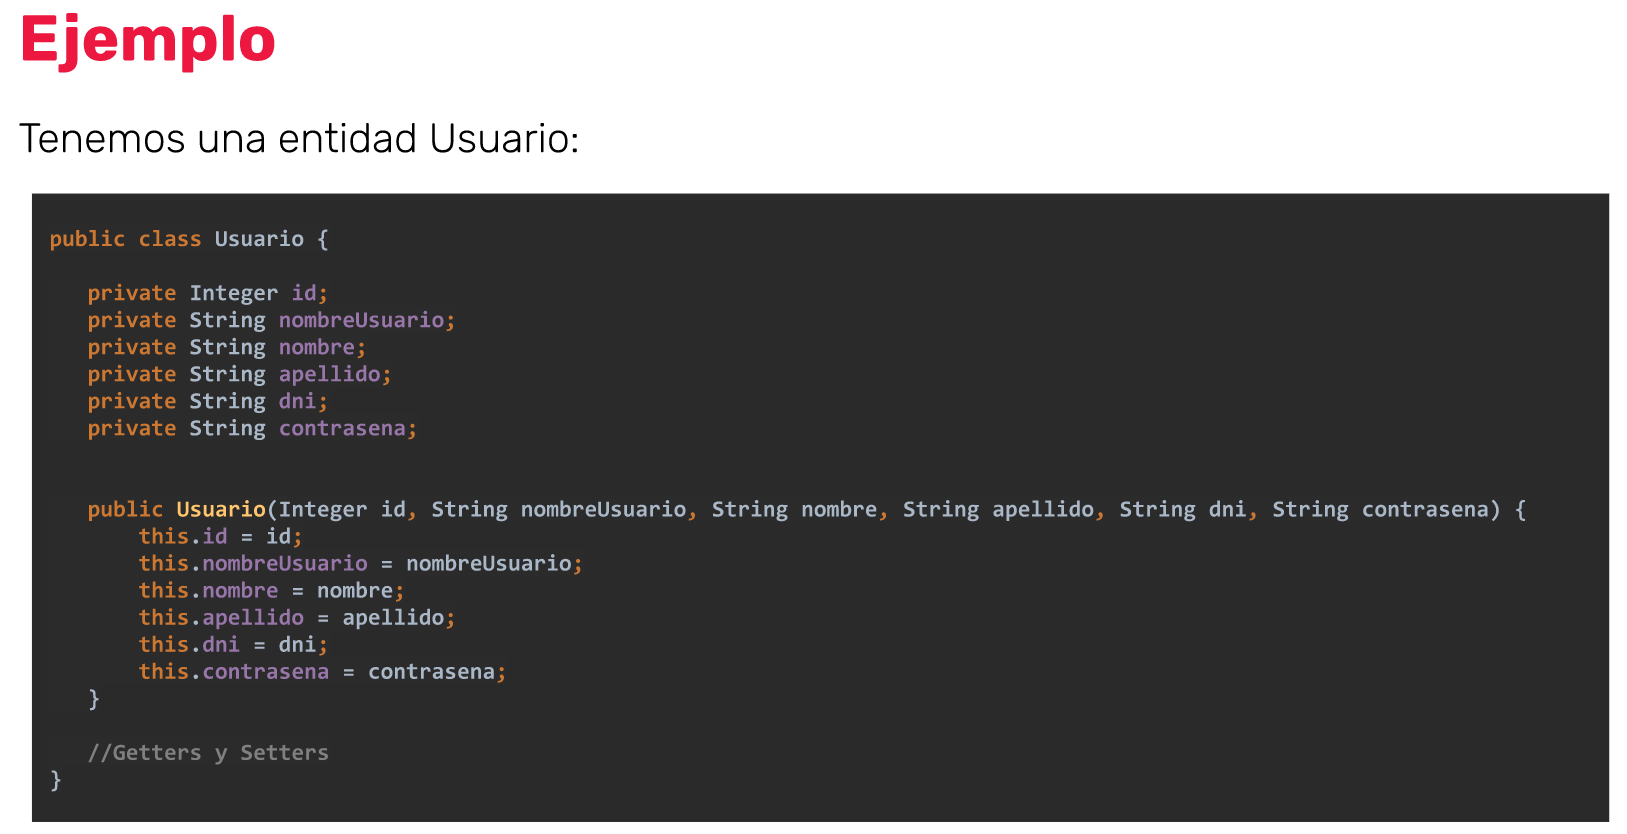 Ejemplo
Tenemos una entidad Usuario:
public class Usuario {
private Integer id;
private String nombreUsuario;
private String nombre;
private String apellido;
private String dni;
private String contrasena;
public Usuario(Integer id, String nombreUsuario, String nombre, String apellido, String dni, String contrasena) {
this.id = id;
this.nombreUsuario = nombreUsuario;
this.nombre = nombre;
this.apellido = apellido;
this.dni = dni;
this.contrasena = contrasena;
}
//Getters y Setters
}